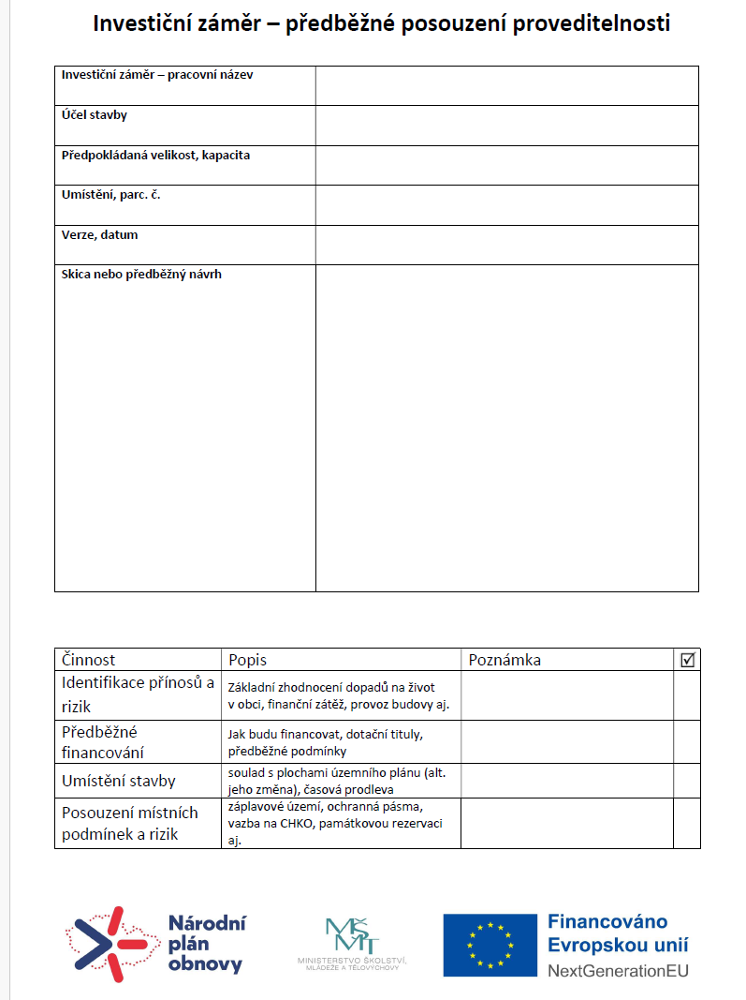 Investiční záměr – předběžné posouzení proveditelnosti
Investiční záměr – pracovní název
Účel stavby
Předpokládaná velikost, kapacita
Umístění, parc. č.
Verze, datum
Skica nebo předběžný návrh
Činnost Popis Poznámka
Identifikace přínosů a
rizik
Základní zhodnocení dopadů na život
v obci, finanční zátěž, provoz budovy aj.
Předběžné
financování
Jak budu financovat, dotační tituly,
předběžné podmínky
Umístění stavby
soulad s plochami územního plánu (alt.
jeho změna), časová prodleva
Posouzení místních
podmínek a rizik
záplavové území, ochranná pásma,
vazba na CHKO, památkovou rezervaci
aj.
Národní
plán
obnovy
MŠMT
MINISTERSTVO ŠKOLSTVÍ,
MLÁDEŽE A TĚLOVÝCHOVY
Financováno
Evropskou unií
NextGenerationEU